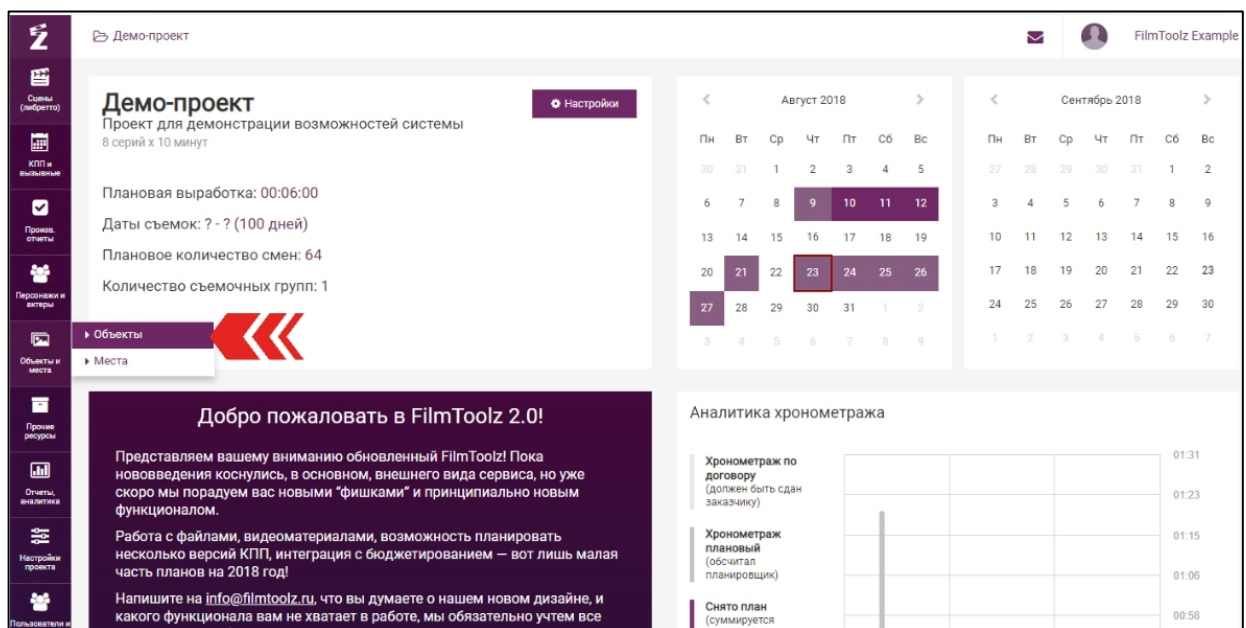 Демо-проект
FilmToolz Example
Сцены
(либретто)
КПП и
вызывные
Произв.
отчеты
Персонажи и
актеры
Объекты и
места
Прочие
ресурсы
Отчеты,
аналитика
Настройки
проекта
Пользователи и
Демо-проект
Настройки
Проект для демонстрации возможностей системы
8 серий x 10 минут
Плановая выработка: 00:06:00
Даты съемок: ? - ? (100 дней)
Плановое количество смен: 64
Количество съемочных групп: 1
Объекты
Места
Август 2018
Пн Вт Ср Чт Пт Сб Вс
30 31 1 2 3 4 5
6 7 8 9 10 11 12
13 14 15 16 17 18 19
20 21 22 23 24 25 26
27 28 29 30 31 1 2
3 4 5 6 7 8 9
Сентябрь 2018
Пн Вт Ср Чт Пт Сб Вс
27 28 29 30 31 1 2
3 4 5 6 7 8 9
10 11 12 13 14 15 16
17 18 19 20 21 22 23
24 25 26 27 28 29 30
1 2 3 4 5 6 7
Добро пожаловать в FilmToolz 2.0!
Представляем вашему вниманию обновленный FilmToolz! Пока
нововведения коснулись, в основном, внешнего вида сервиса, но уже
скоро мы порадуем вас новыми “фишками” и принципиально новым
функционалом.
Работа с файлами, видеоматериалами, возможность планировать
несколько версий КПП, интеграция с бюджетированием — вот лишь малая
часть планов на 2018 год!
Напишите на info@filmtoolz.ru, что вы думаете о нашем новом дизайне, и
какого функционала вам не хватает в работе, мы обязательно учтем все
Аналитика хронометража
Хронометраж по
договору
(должен быть сдан
заказчику)
Хронометраж
плановый
(обсчитал
планировщик)
Снято план
(суммируется
01:31
01:23
01:15
01:06
00:58